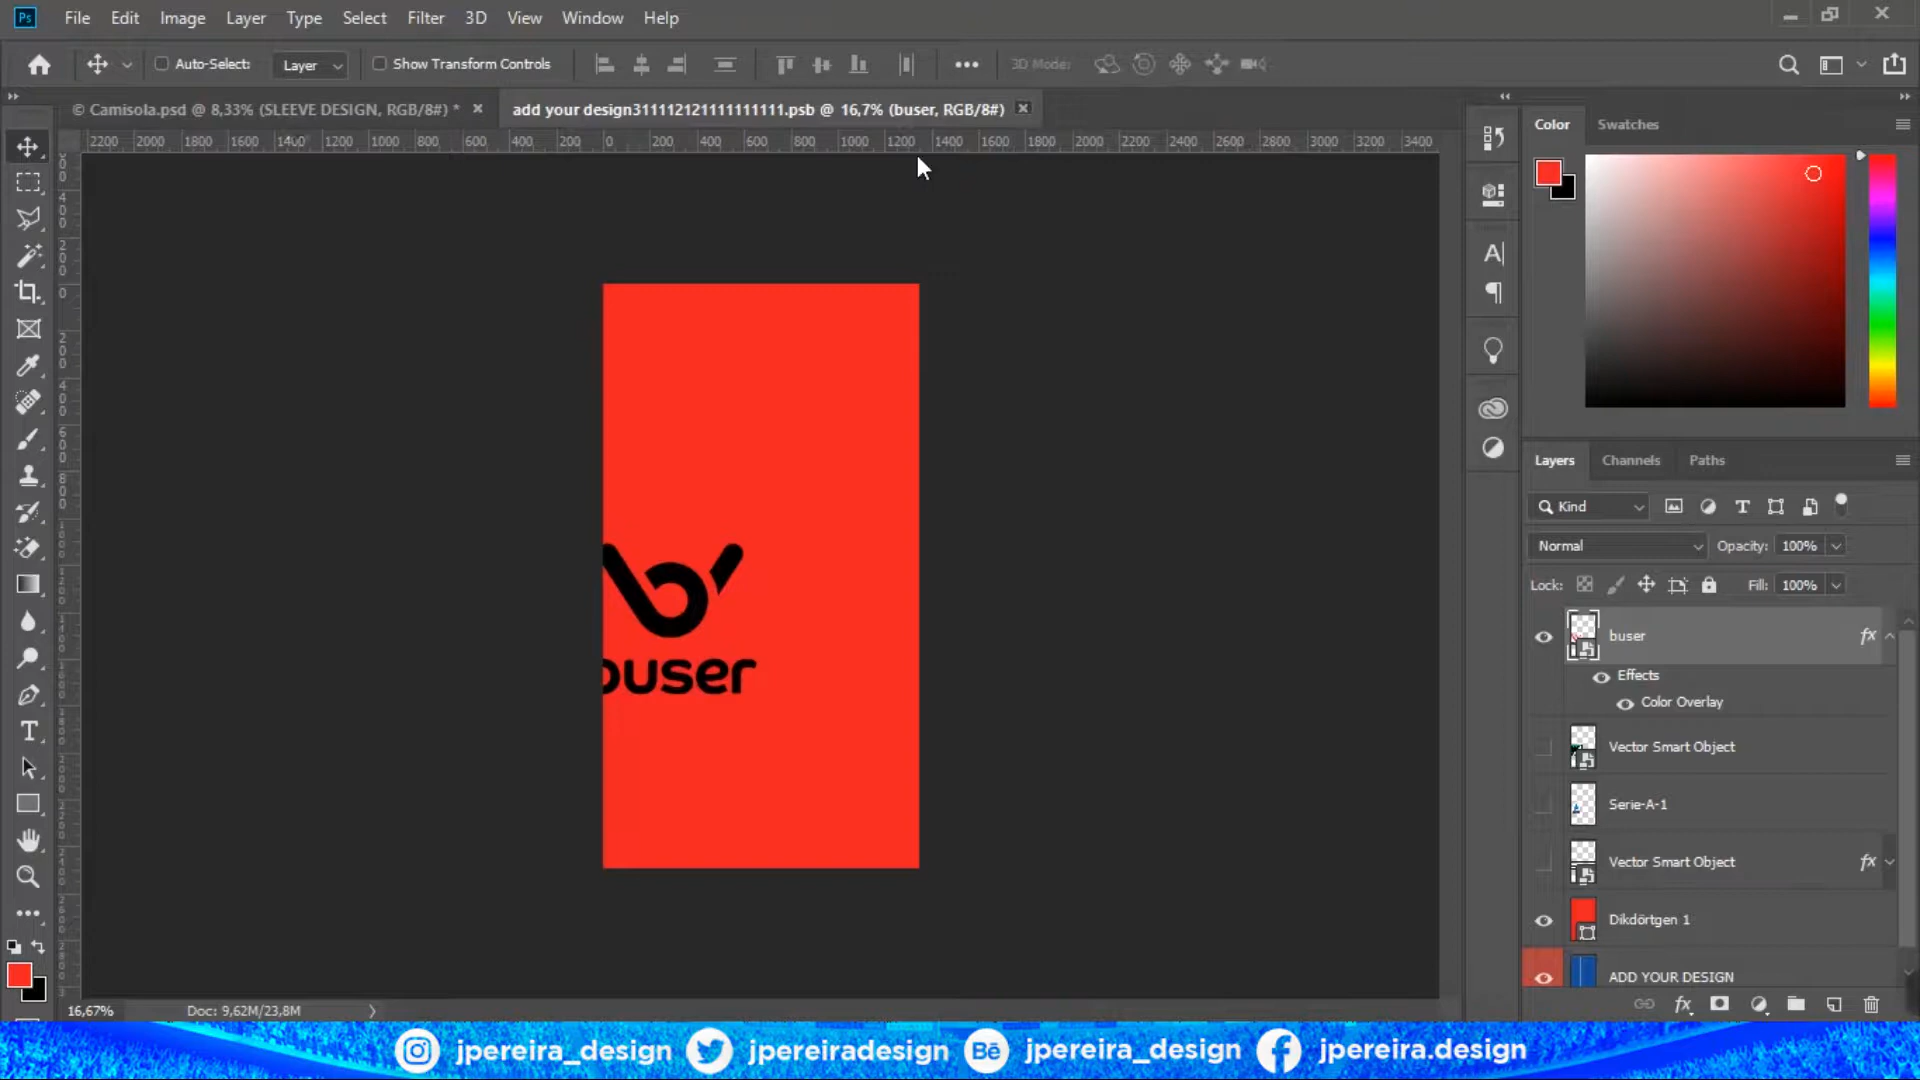 Ps File Edit Image Layer Type Select Filter 3D View Window Help
Auto-Select: Layer Show Transform Controls 3D Mode:
© Camisola.psd @ 8,33% (SLEEVE DESIGN, RGB/8#) * add your design311112121111111111.psb @ 16,7% (buser, RGB/8#)
2200 2000 1800 1600 1400 1200 1000 800 600 400 200 0 200 400 600 800 1000 1200 1400 1600 1800 2000 2200 2400 2600 2800 3000 3200 3400
Color Swatches
buser
Layers Channels Paths
Kind
Normal Opacity: 100%
Lock: Fill: 100%
buser fx
Effects
Color Overlay
Vector Smart Object
Serie-A-1
Vector Smart Object fx
Dikdörtgen 1
ADD YOUR DESIGN
16,67% Doc: 9,62M/23,8M
jpereira_design jpereiradesign Bē jpereira_design jpereira.design